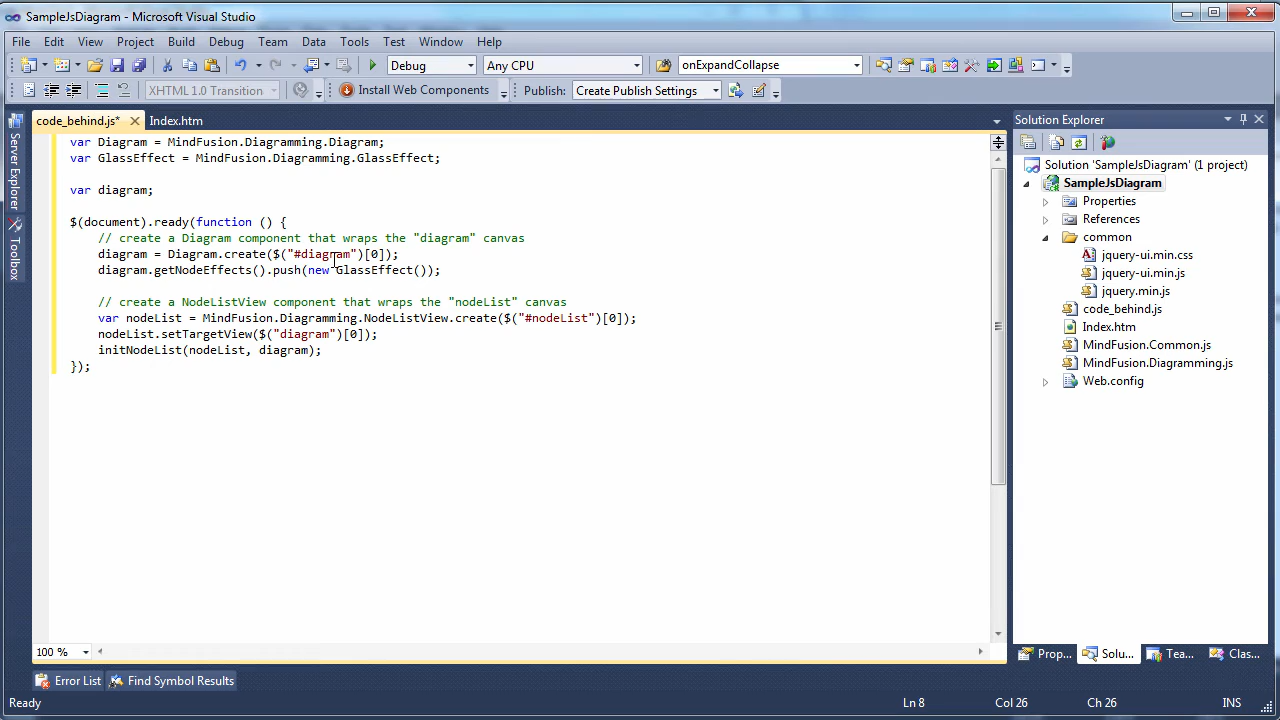 SampleJsDiagram - Microsoft Visual Studio
File Edit View Project Build Debug Team Data Tools Test Window Help
Debug Any CPU onExpandCollapse
XHTML 1.0 Transition Install Web Components Publish: Create Publish Settings
code_behind.js* Index.htm
var Diagram = MindFusion.Diagramming.Diagram;
var GlassEffect = MindFusion.Diagramming.GlassEffect;
var diagram;
$(document).ready(function () {
// create a Diagram component that wraps the "diagram" canvas
diagram = Diagram.create($("#diagram")[0]);
diagram.getNodeEffects().push(new GlassEffect());
// create a NodeListView component that wraps the "nodeList" canvas
var nodeList = MindFusion.Diagramming.NodeListView.create($("#nodeList")[0]);
nodeList.setTargetView($("diagram")[0]);
initNodeList(nodeList, diagram);
});
100 %
Server Explorer
Toolbox
Solution Explorer
Solution 'SampleJsDiagram' (1 project)
SampleJsDiagram
Properties
References
common
jquery-ui.min.css
jquery-ui.min.js
jquery.min.js
code_behind.js
Index.htm
MindFusion.Common.js
MindFusion.Diagramming.js
Web.config
Prop... Solu... Tea... Clas...
Error List Find Symbol Results
Ready Ln 8 Col 26 Ch 26 INS